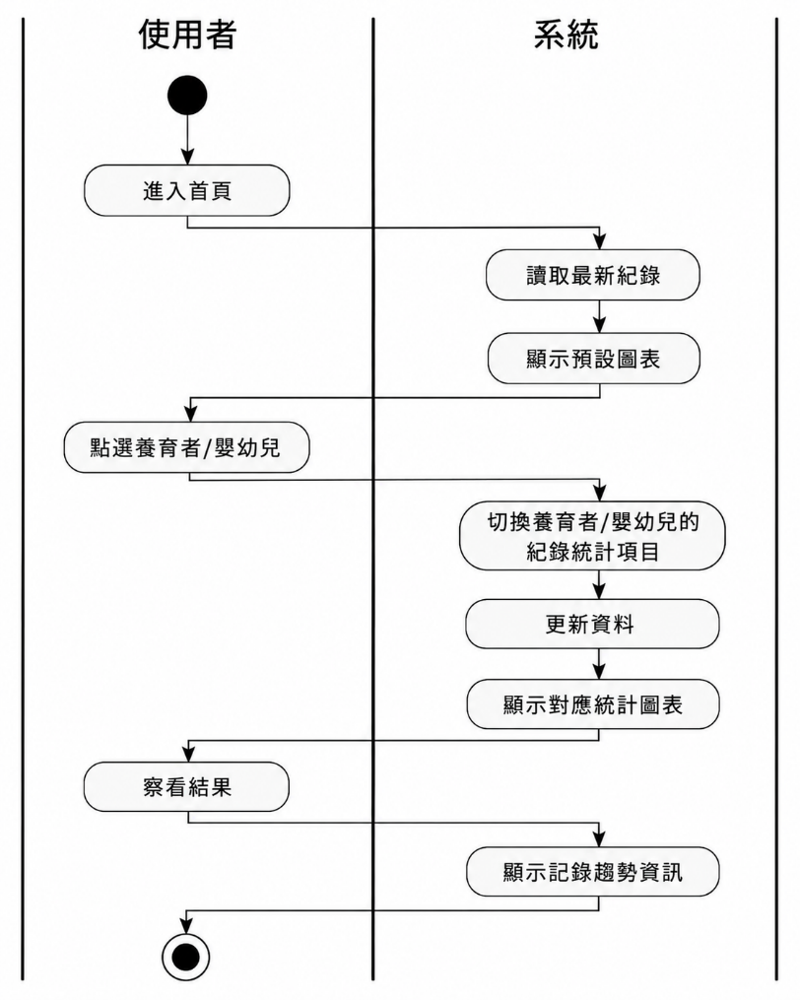 使用者
系統
進入首頁
讀取最新紀錄
顯示預設圖表
點選養育者/嬰幼兒
切換養育者/嬰幼兒的
紀錄統計項目
更新資料
顯示對應統計圖表
察看結果
顯示記錄趨勢資訊